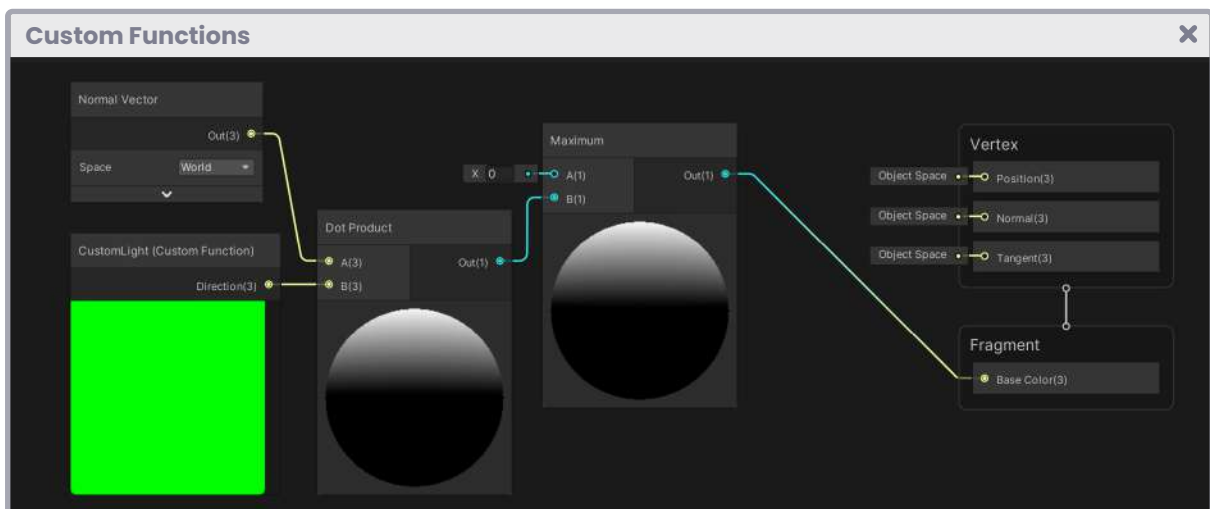 Custom Functions
Normal Vector
Out(3)
Space World
CustomLight (Custom Function)
Direction(3)
Dot Product
A(3) Out(1)
B(3)
Maximum
X 0 A(1) Out(1)
B(1)
Vertex
Object Space Position(3)
Object Space Normal(3)
Object Space Tangent(3)
Fragment
Base Color(3)